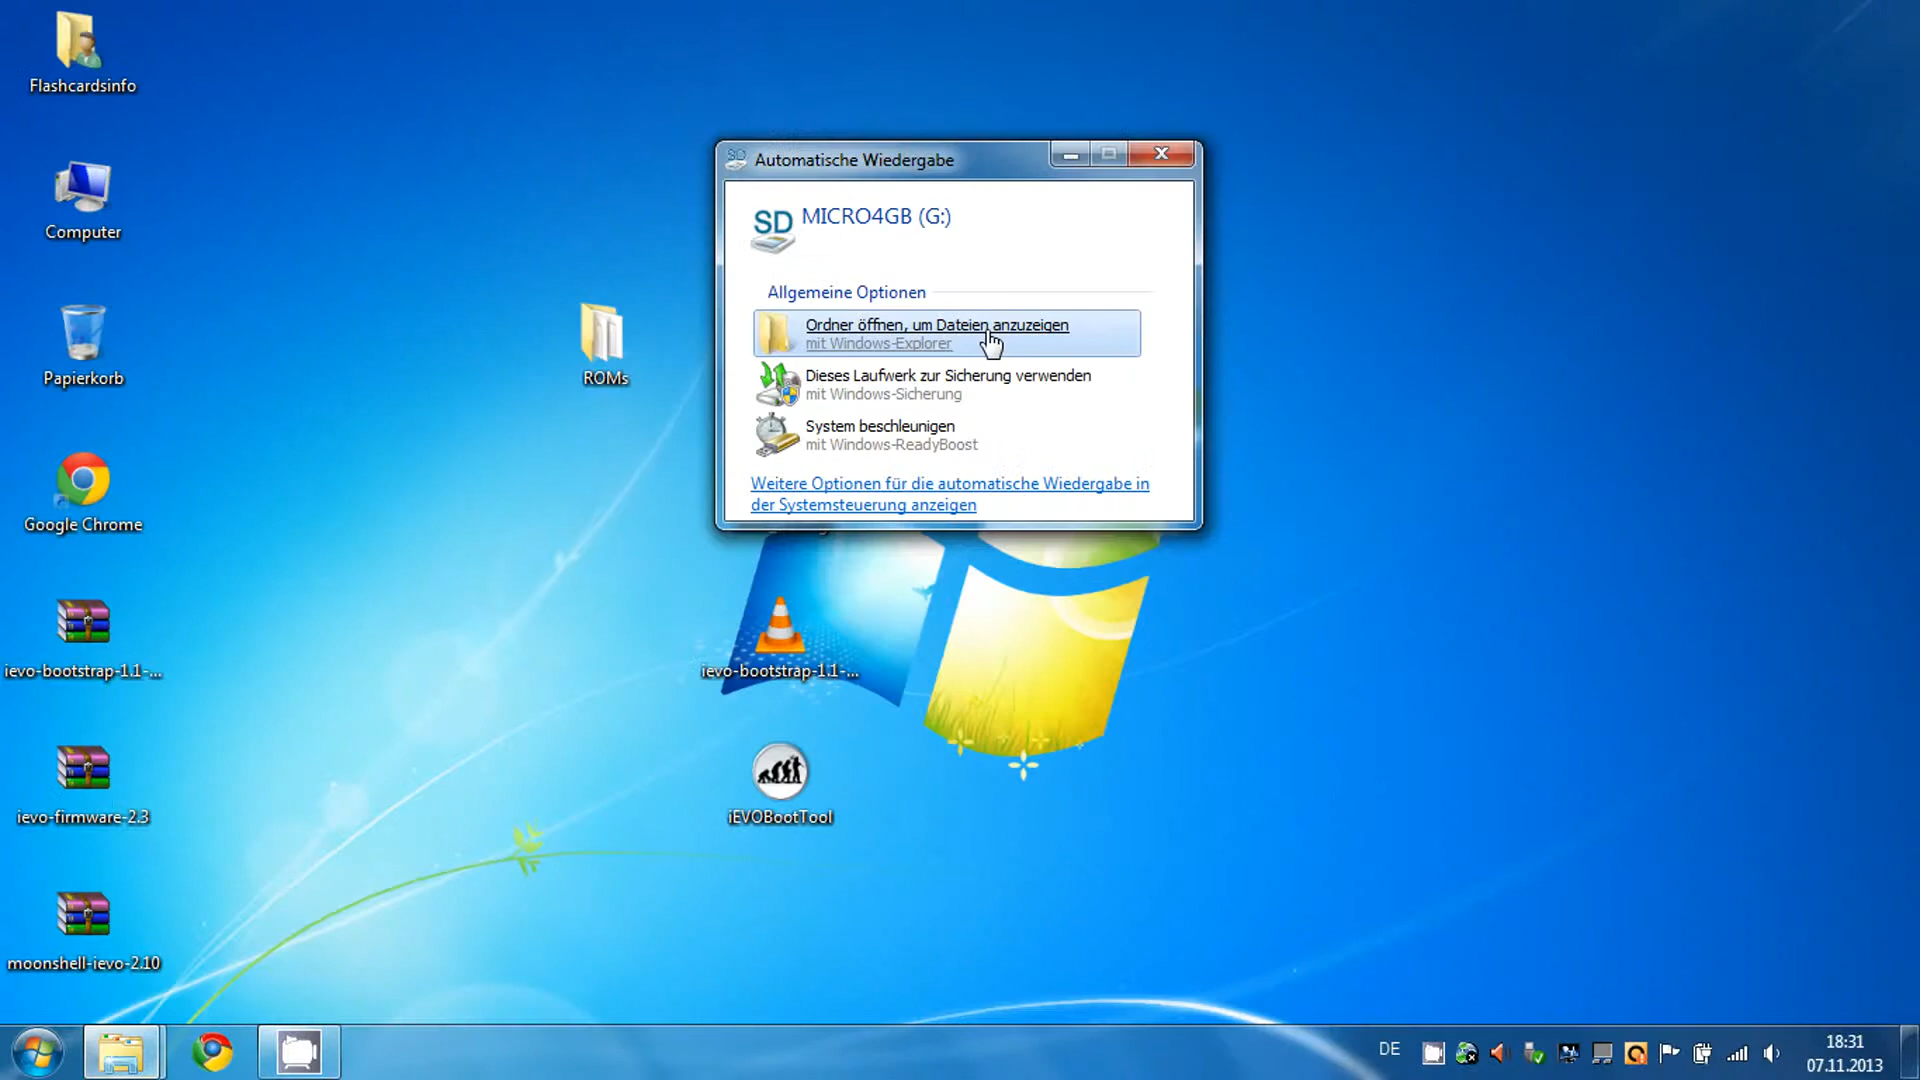 Flashcardsinfo
Computer
Papierkorb
Google Chrome
ievo-bootstrap-1.1-...
ievo-firmware-2.3
moonshell-ievo-2.10
ROMs
Automatische Wiedergabe
SD
MICRO4GB (G:)
Allgemeine Optionen
Ordner öffnen, um Dateien anzuzeigen
mit Windows-Explorer
Dieses Laufwerk zur Sicherung verwenden
mit Windows-Sicherung
System beschleunigen
mit Windows-ReadyBoost
Weitere Optionen für die automatische Wiedergabe in
der Systemsteuerung anzeigen
ievo-bootstrap-1.1-...
iEVOBootTool
DE
18:31
07.11.2013